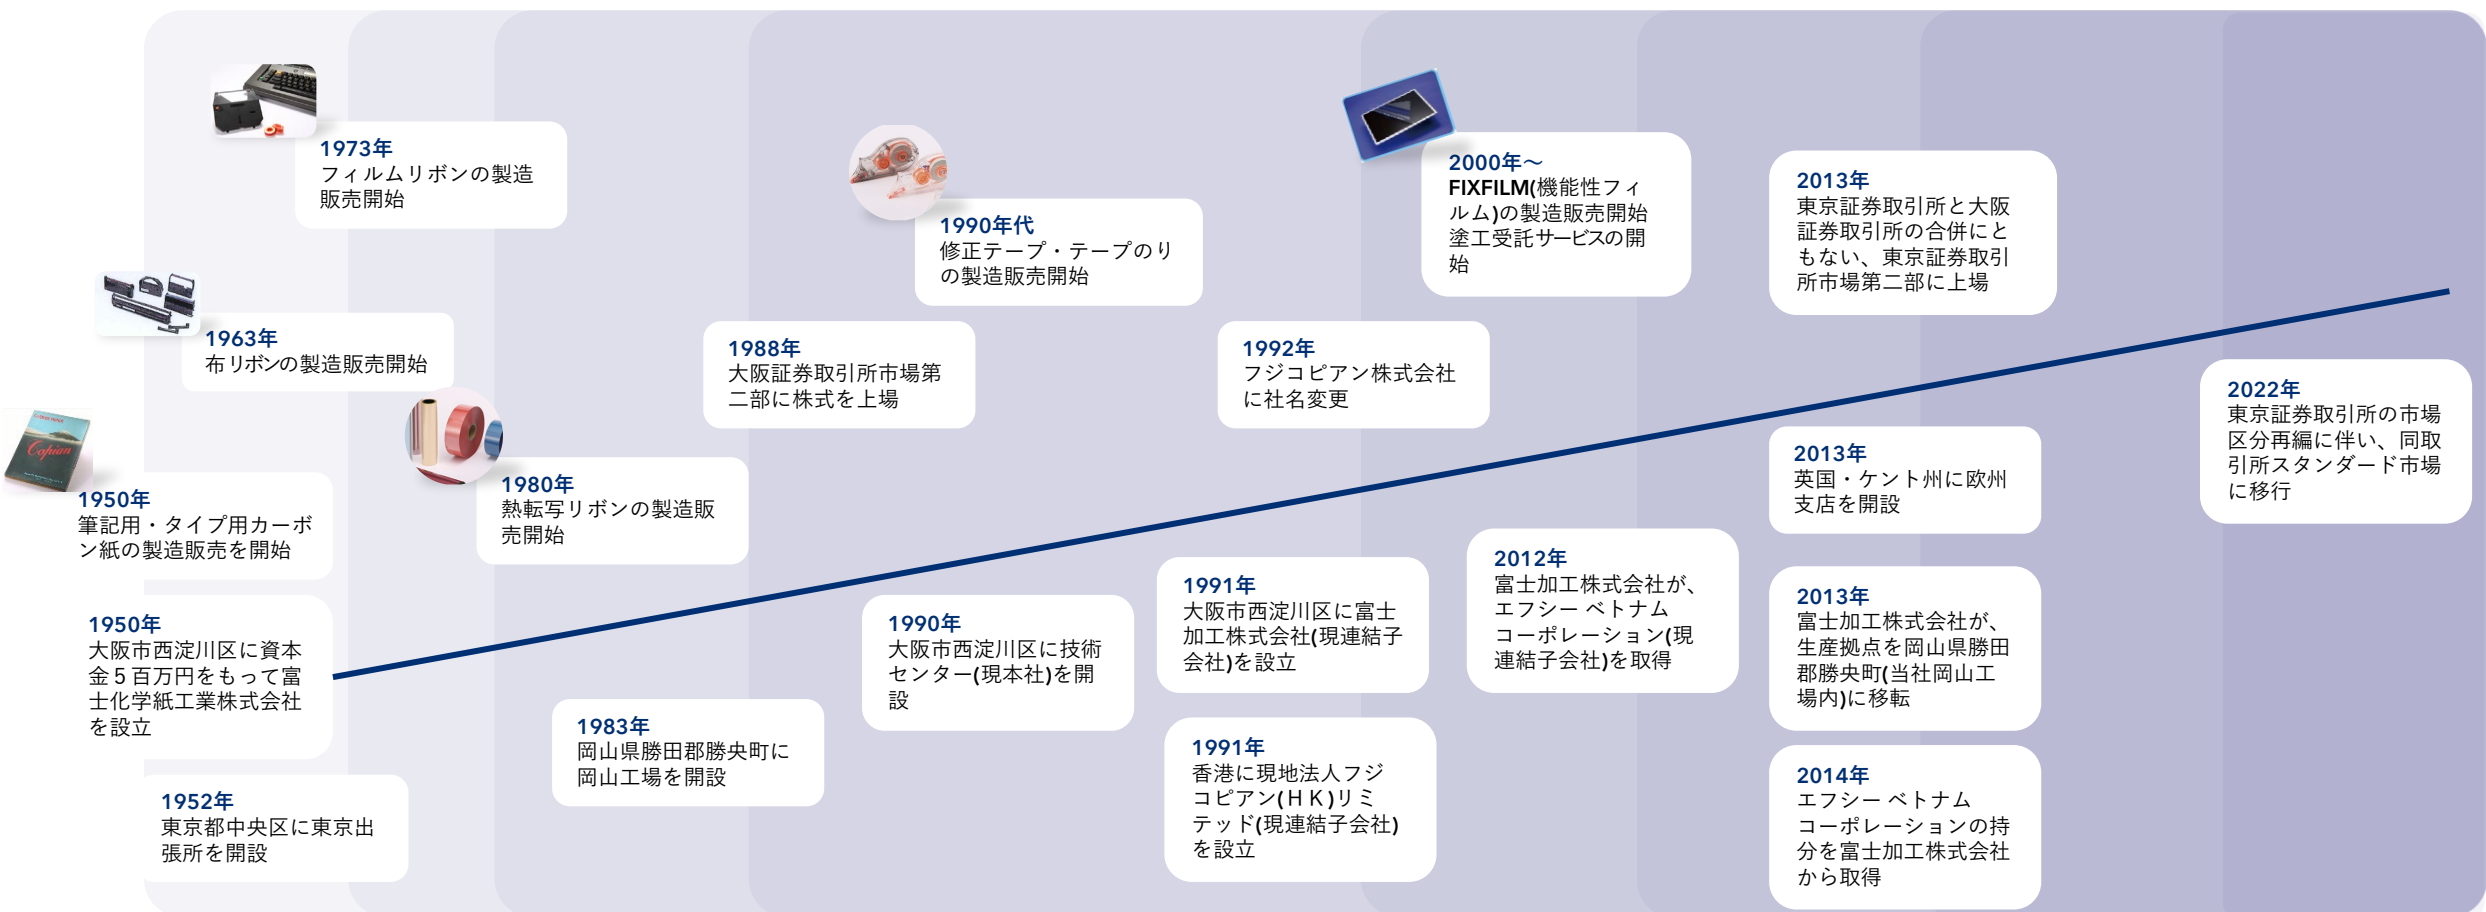 1973年
フィルムリボンの製造
販売開始
1963年
布リボンの製造販売開始
Copian
1950年
筆記用・タイプ用カーボ
ン紙の製造販売を開始
1980年
熱転写リボンの製造販
売開始
1988年
大阪証券取引所市場第
二部に株式を上場
1990年代
修正テープ・テープのり
の製造販売開始
1992年
フジコピアン株式会社
に社名変更
2000年～
FIXFILM(機能性フィ
ルム)の製造販売開始
塗工受託サービスの開
始
2013年
東京証券取引所と大阪
証券取引所の合併にと
もない、東京証券取引
所市場第二部に上場
2022年
東京証券取引所の市場
区分再編に伴い、同取
引所スタンダード市場
に移行
1950年
大阪市西淀川区に資本
金５百万円をもって富
士化学紙工業株式会社
を設立
1952年
東京都中央区に東京出
張所を開設
1983年
岡山県勝田郡勝央町に
岡山工場を開設
1990年
大阪市西淀川区に技術
センター(現本社)を開
設
1991年
大阪市西淀川区に富士
加工株式会社(現連結子
会社)を設立
1991年
香港に現地法人フジ
コピアン(ＨＫ)リミ
テッド(現連結子会社)
を設立
2012年
富士加工株式会社が、
エフシー ベトナム
コーポレーション(現
連結子会社)を取得
2013年
英国・ケント州に欧州
支店を開設
2013年
富士加工株式会社が、
生産拠点を岡山県勝田
郡勝央町(当社岡山工
場内)に移転
2014年
エフシー ベトナム
コーポレーションの持
分を富士加工株式会社
から取得